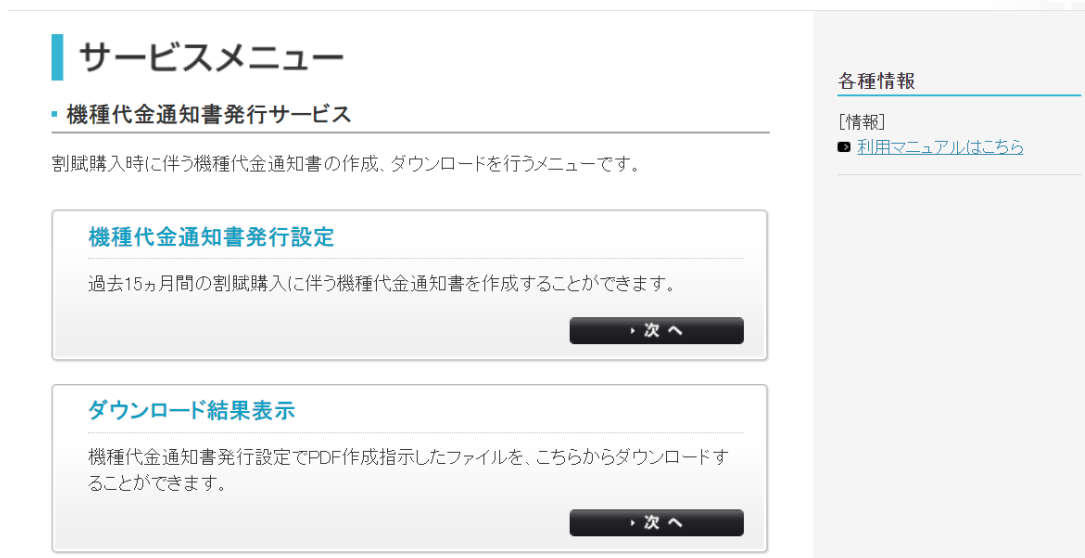 サービスメニュー
機種代金通知書発行サービス
割賦購入時に伴う機種代金通知書の作成、ダウンロードを行うメニューです。
機種代金通知書発行設定
過去15ヵ月間の割賦購入に伴う機種代金通知書を作成することができます。
次へ
ダウンロード結果表示
機種代金通知書発行設定でPDF作成指示したファイルを、こちらからダウンロードす
ることができます。
次へ
各種情報
[情報]
利用マニュアルはこちら